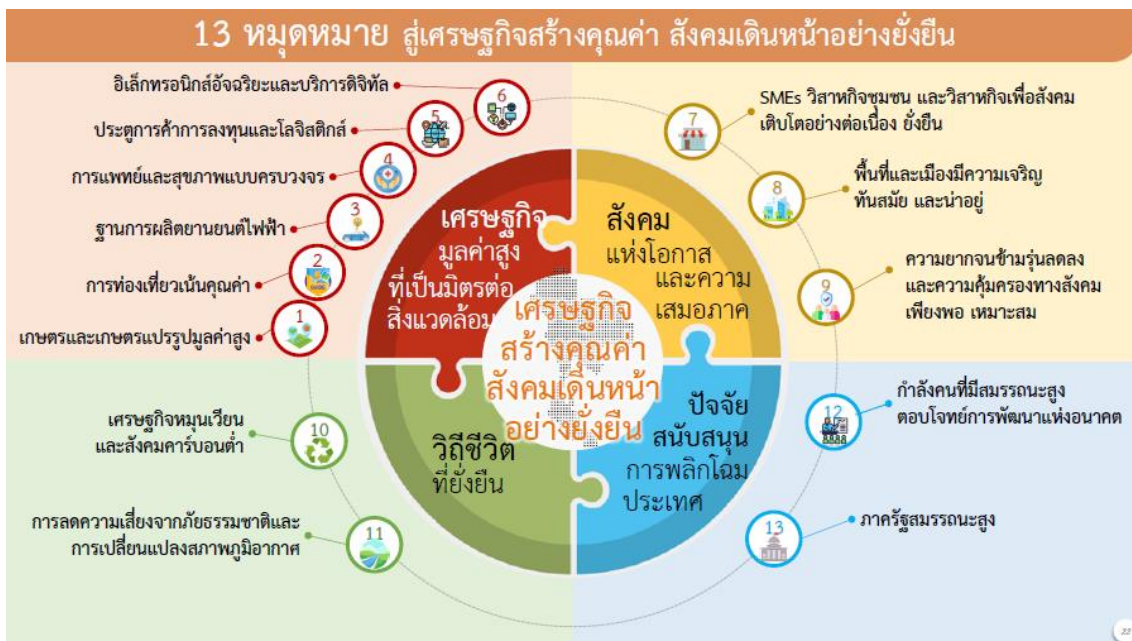 13 หมุดหมาย สู่เศรษฐกิจสร้างคุณค่า สังคมเดินหน้าอย่างยั่งยืน
อิเล็กทรอนิกส์อัจฉริยะและบริการดิจิทัล
6
ประตูการค้าการลงทุนและโลจิสติกส์
5
การแพทย์และสุขภาพแบบครบวงจร
4
ฐานการผลิตยานยนต์ไฟฟ้า
3
การท่องเที่ยวเน้นคุณค่า
2
เกษตรและเกษตรแปรรูปมูลค่าสูง
1
เศรษฐกิจ
มูลค่าสูง
ที่เป็นมิตรต่อ
สิ่งแวดล้อม
7
SMEs วิสาหกิจชุมชน และวิสาหกิจเพื่อสังคม
เติบโตอย่างต่อเนื่อง ยั่งยืน
8
พื้นที่และเมืองมีความเจริญ
ทันสมัย และน่าอยู่
9
ความยากจนข้ามรุ่นลดลง
และความคุ้มครองทางสังคม
เพียงพอ เหมาะสม
สังคม
แห่งโอกาส
และความ
เสมอภาค
เศรษฐกิจ
สร้างคุณค่า
สังคมเดินหน้า
อย่างยั่งยืน
เศรษฐกิจหมุนเวียน
และสังคมคาร์บอนต่ำ
10
การลดความเสี่ยงจากภัยธรรมชาติและ
การเปลี่ยนแปลงสภาพภูมิอากาศ
11
วิถีชีวิต
ที่ยั่งยืน
ปัจจัย
สนับสนุน
การพลิกโฉม
ประเทศ
12
กำลังคนที่มีสมรรถนะสูง
ตอบโจทย์การพัฒนาแห่งอนาคต
13
ภาครัฐสมรรถนะสูง